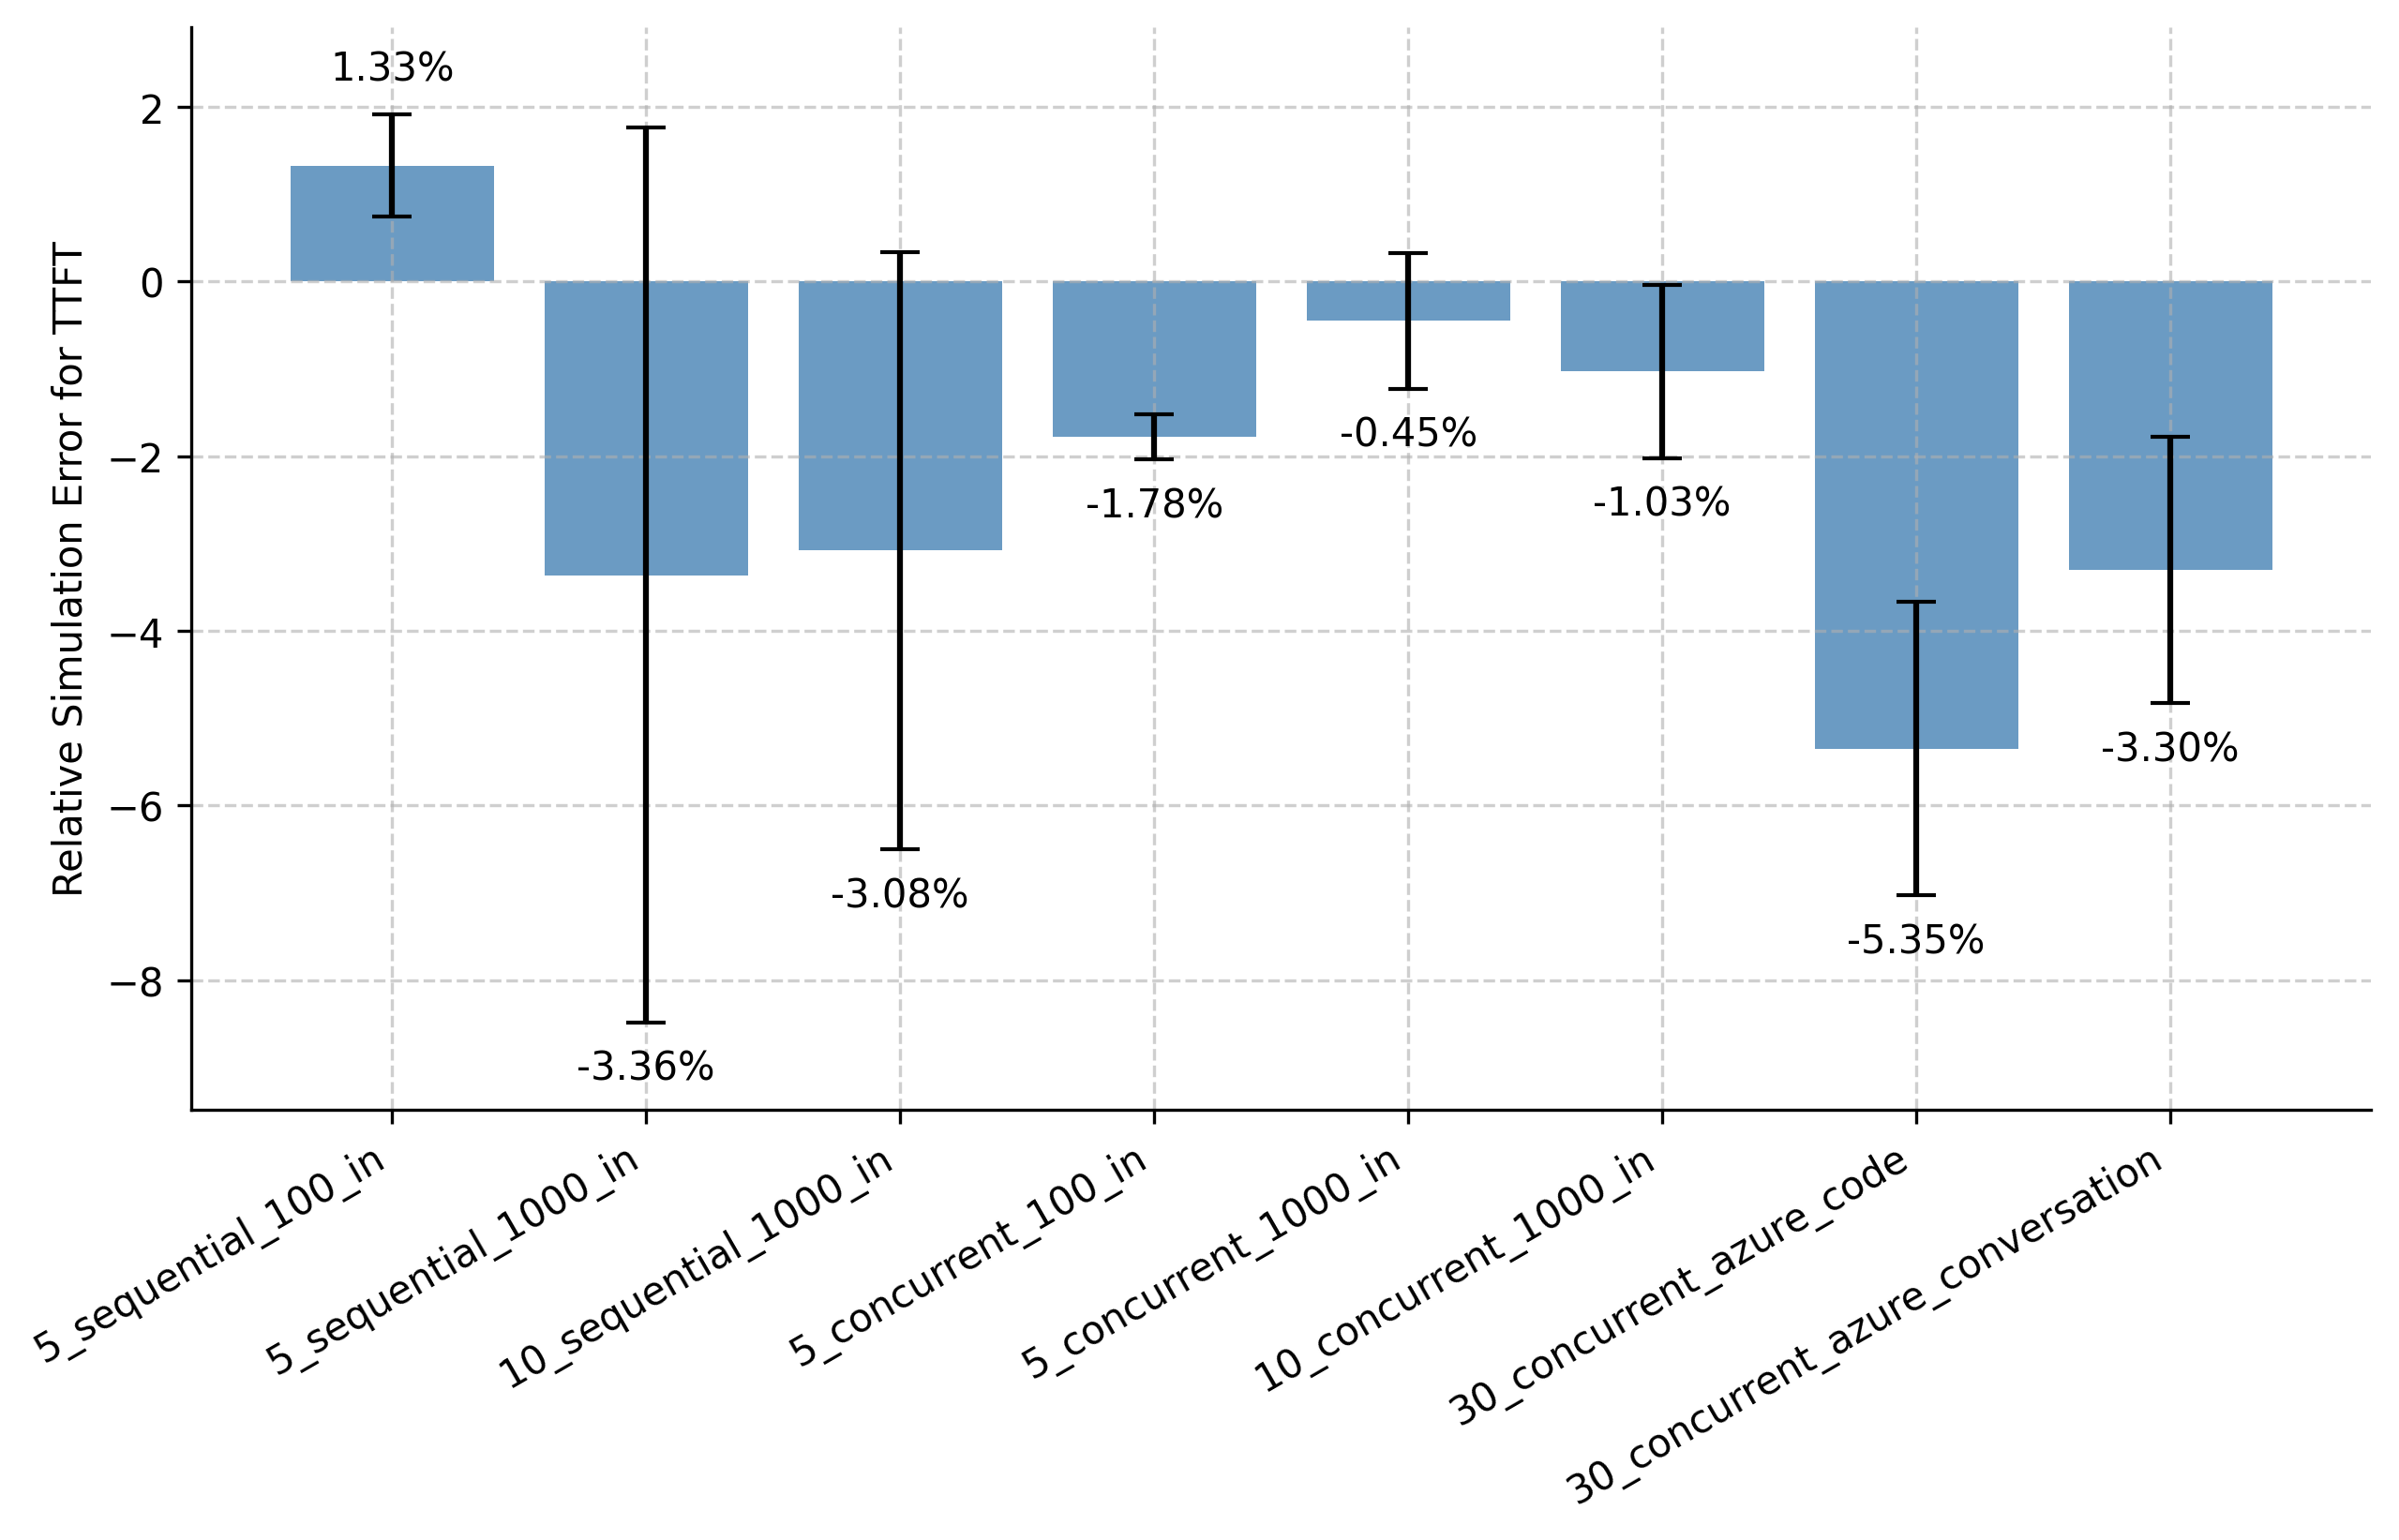 Relative Simulation Error for TTFT
2
0
−2
−4
−6
−8
1.33%
-3.36%
-3.08%
-1.78%
-0.45%
-1.03%
-5.35%
-3.30%
5_sequential_100_in
5_sequential_1000_in
10_sequential_1000_in
5_concurrent_100_in
5_concurrent_1000_in
10_concurrent_1000_in
30_concurrent_azure_code
30_concurrent_azure_conversation